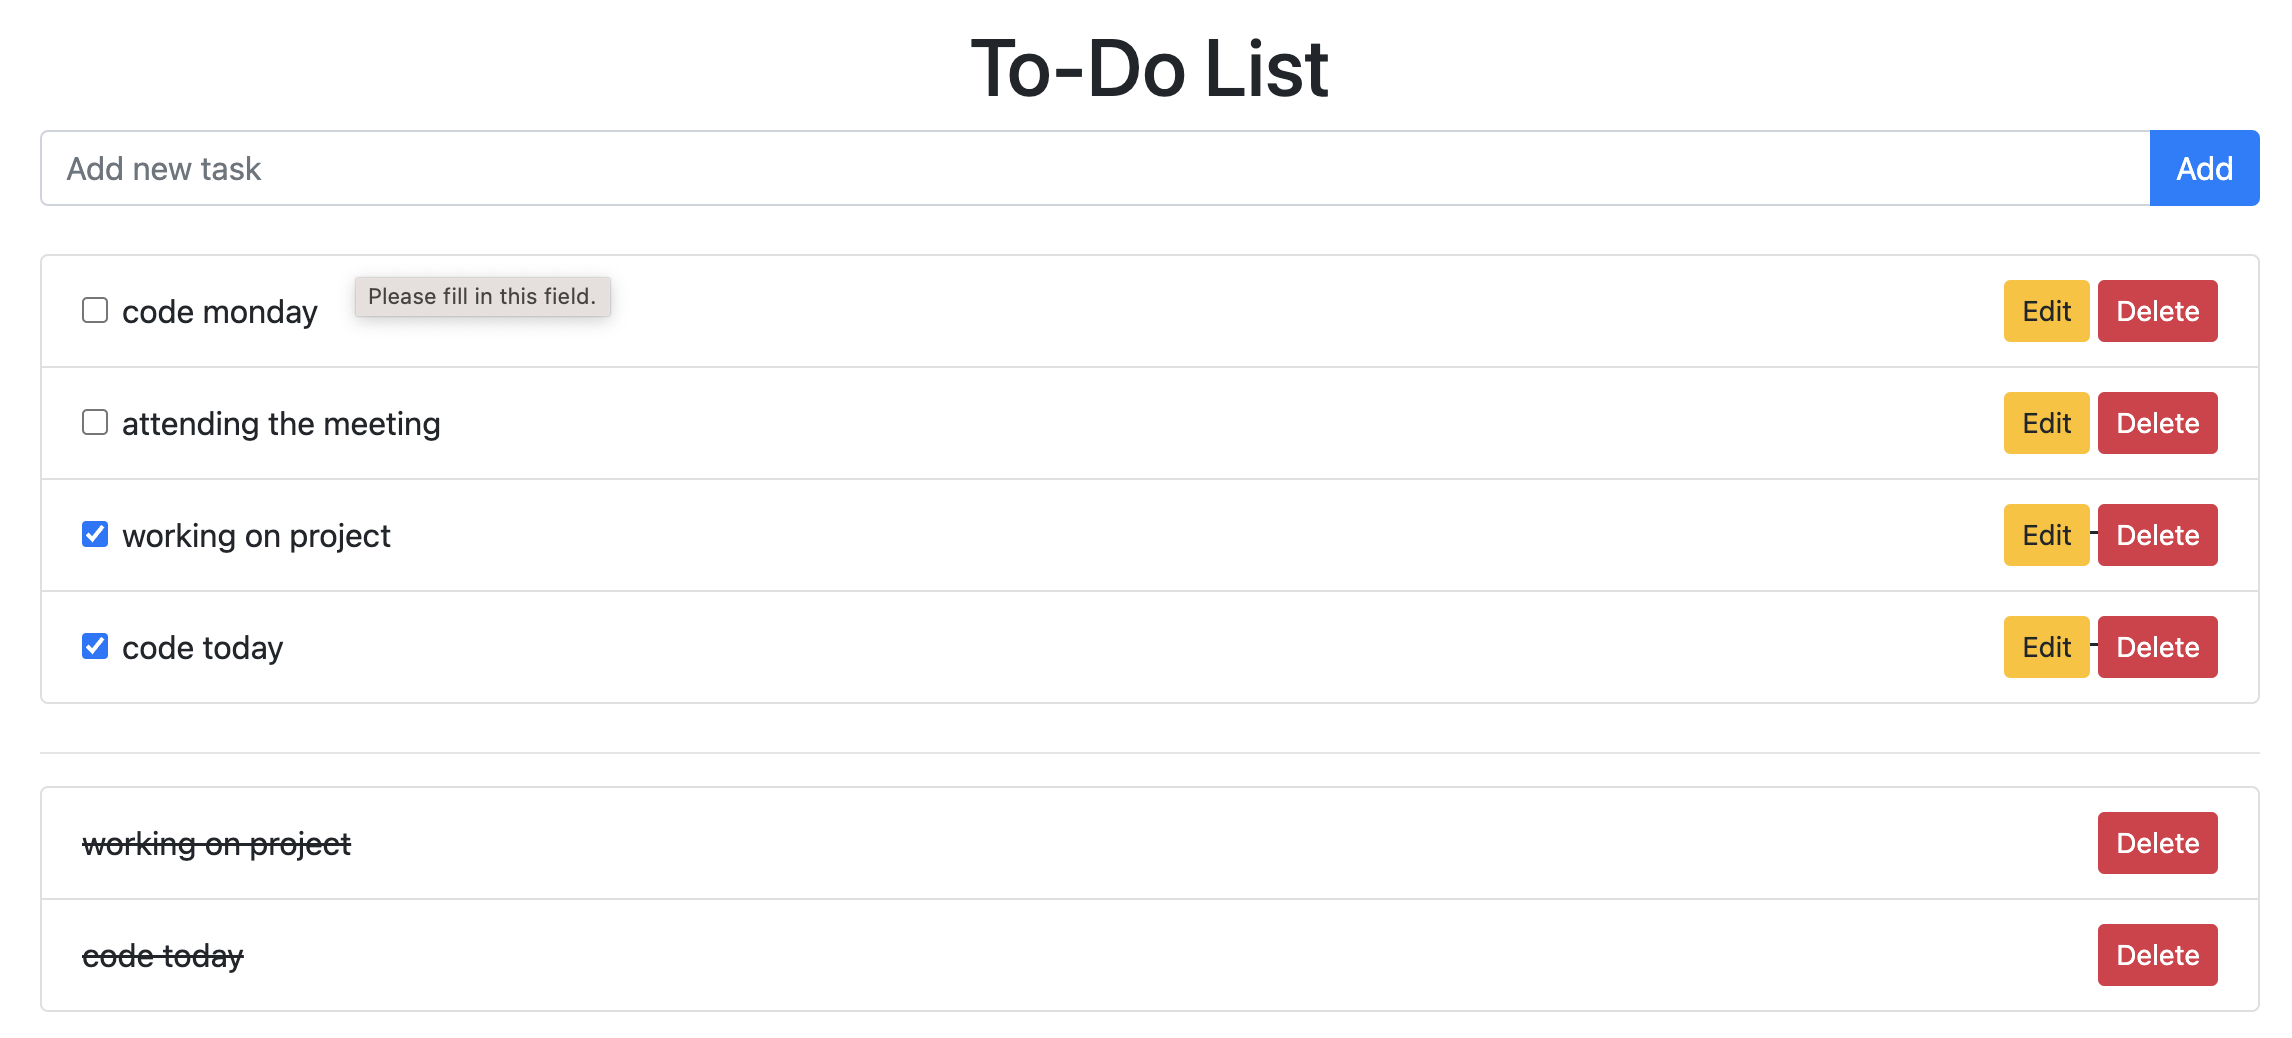 To-Do List
Add new task Add
code monday Please fill in this field. Edit Delete
attending the meeting Edit Delete
working on project Edit Delete
code today Edit Delete
working on project Delete
code today Delete